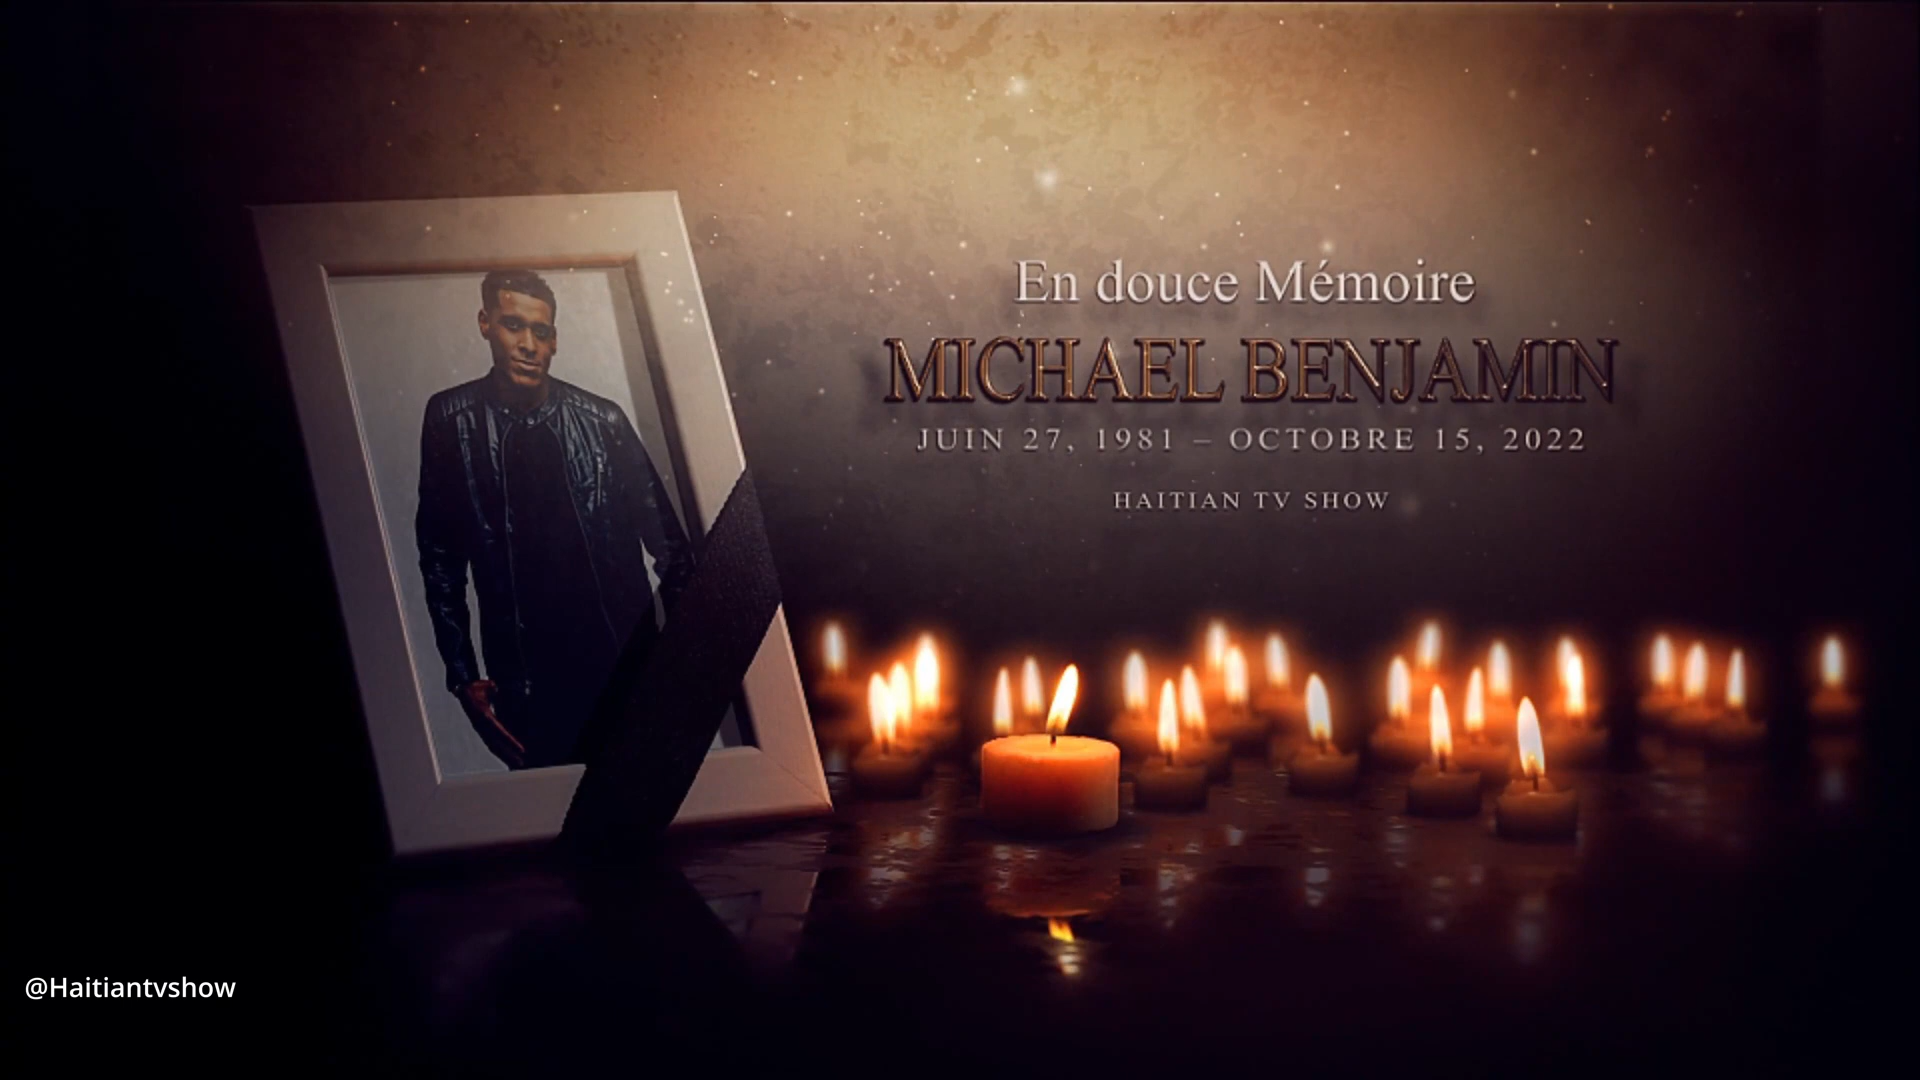 En douce Mémoire
MICHAEL BENJAMIN
JUIN 27, 1981 – OCTOBRE 15, 2022
HAITIAN TV SHOW
@Haitiantvshow